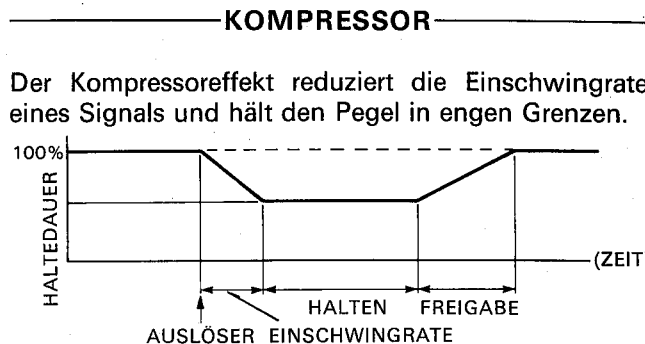 KOMPRESSOR
Der Kompressoreffekt reduziert die Einschwingrate
eines Signals und hält den Pegel in engen Grenzen.
100%
HALTEDAUER
(ZEIT
HALTEN FREIGABE
AUSLÖSER EINSCHWINGRATE